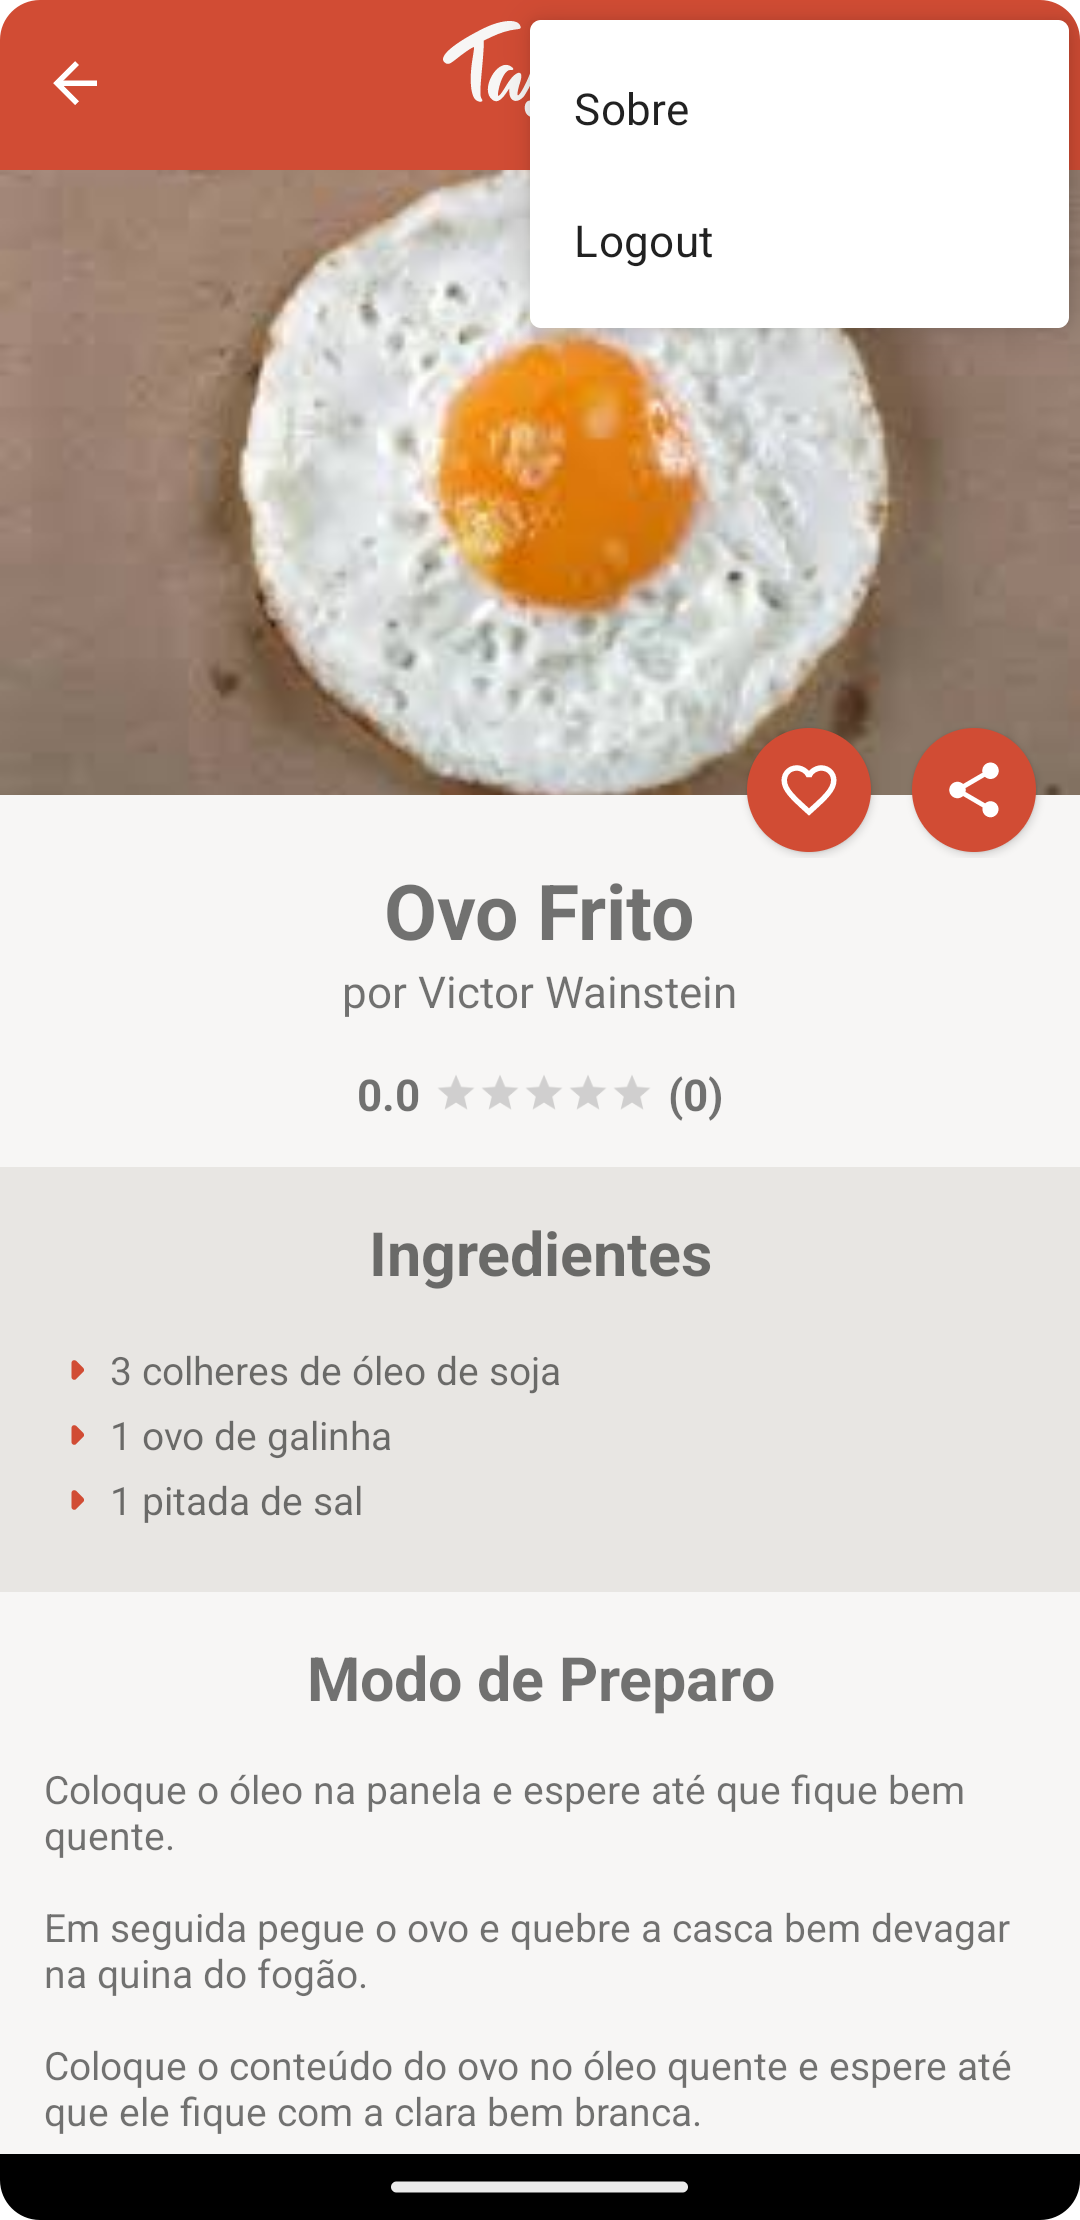 Sobre
Logout
Ovo Frito
por Victor Wainstein
0.0 (0)
Ingredientes
3 colheres de óleo de soja
1 ovo de galinha
1 pitada de sal
Modo de Preparo
Coloque o óleo na panela e espere até que fique bem
quente.
Em seguida pegue o ovo e quebre a casca bem devagar
na quina do fogão.
Coloque o conteúdo do ovo no óleo quente e espere até
que ele fique com a clara bem branca.